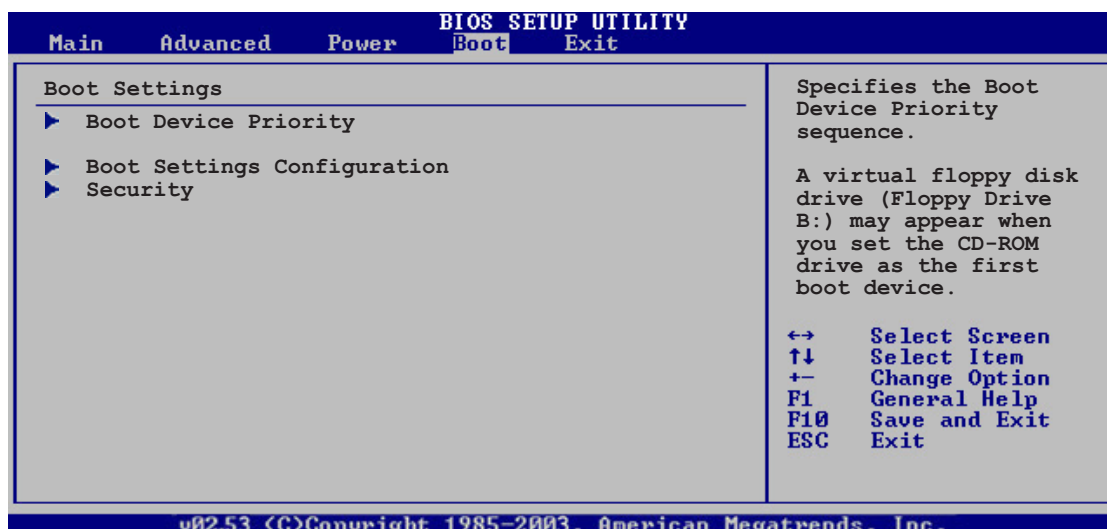 BIOS SETUP UTILITY
Main Advanced Power Boot Exit
Boot Settings
Boot Device Priority
Boot Settings Configuration
Security
Specifies the Boot
Device Priority
sequence.
A virtual floppy disk
drive (Floppy Drive
B:) may appear when
you set the CD-ROM
drive as the first
boot device.
←→ Select Screen
↑↓ Select Item
+− Change Option
F1 General Help
F10 Save and Exit
ESC Exit
v02.53 (C)Copyright 1985-2003, American Megatrends, Inc.